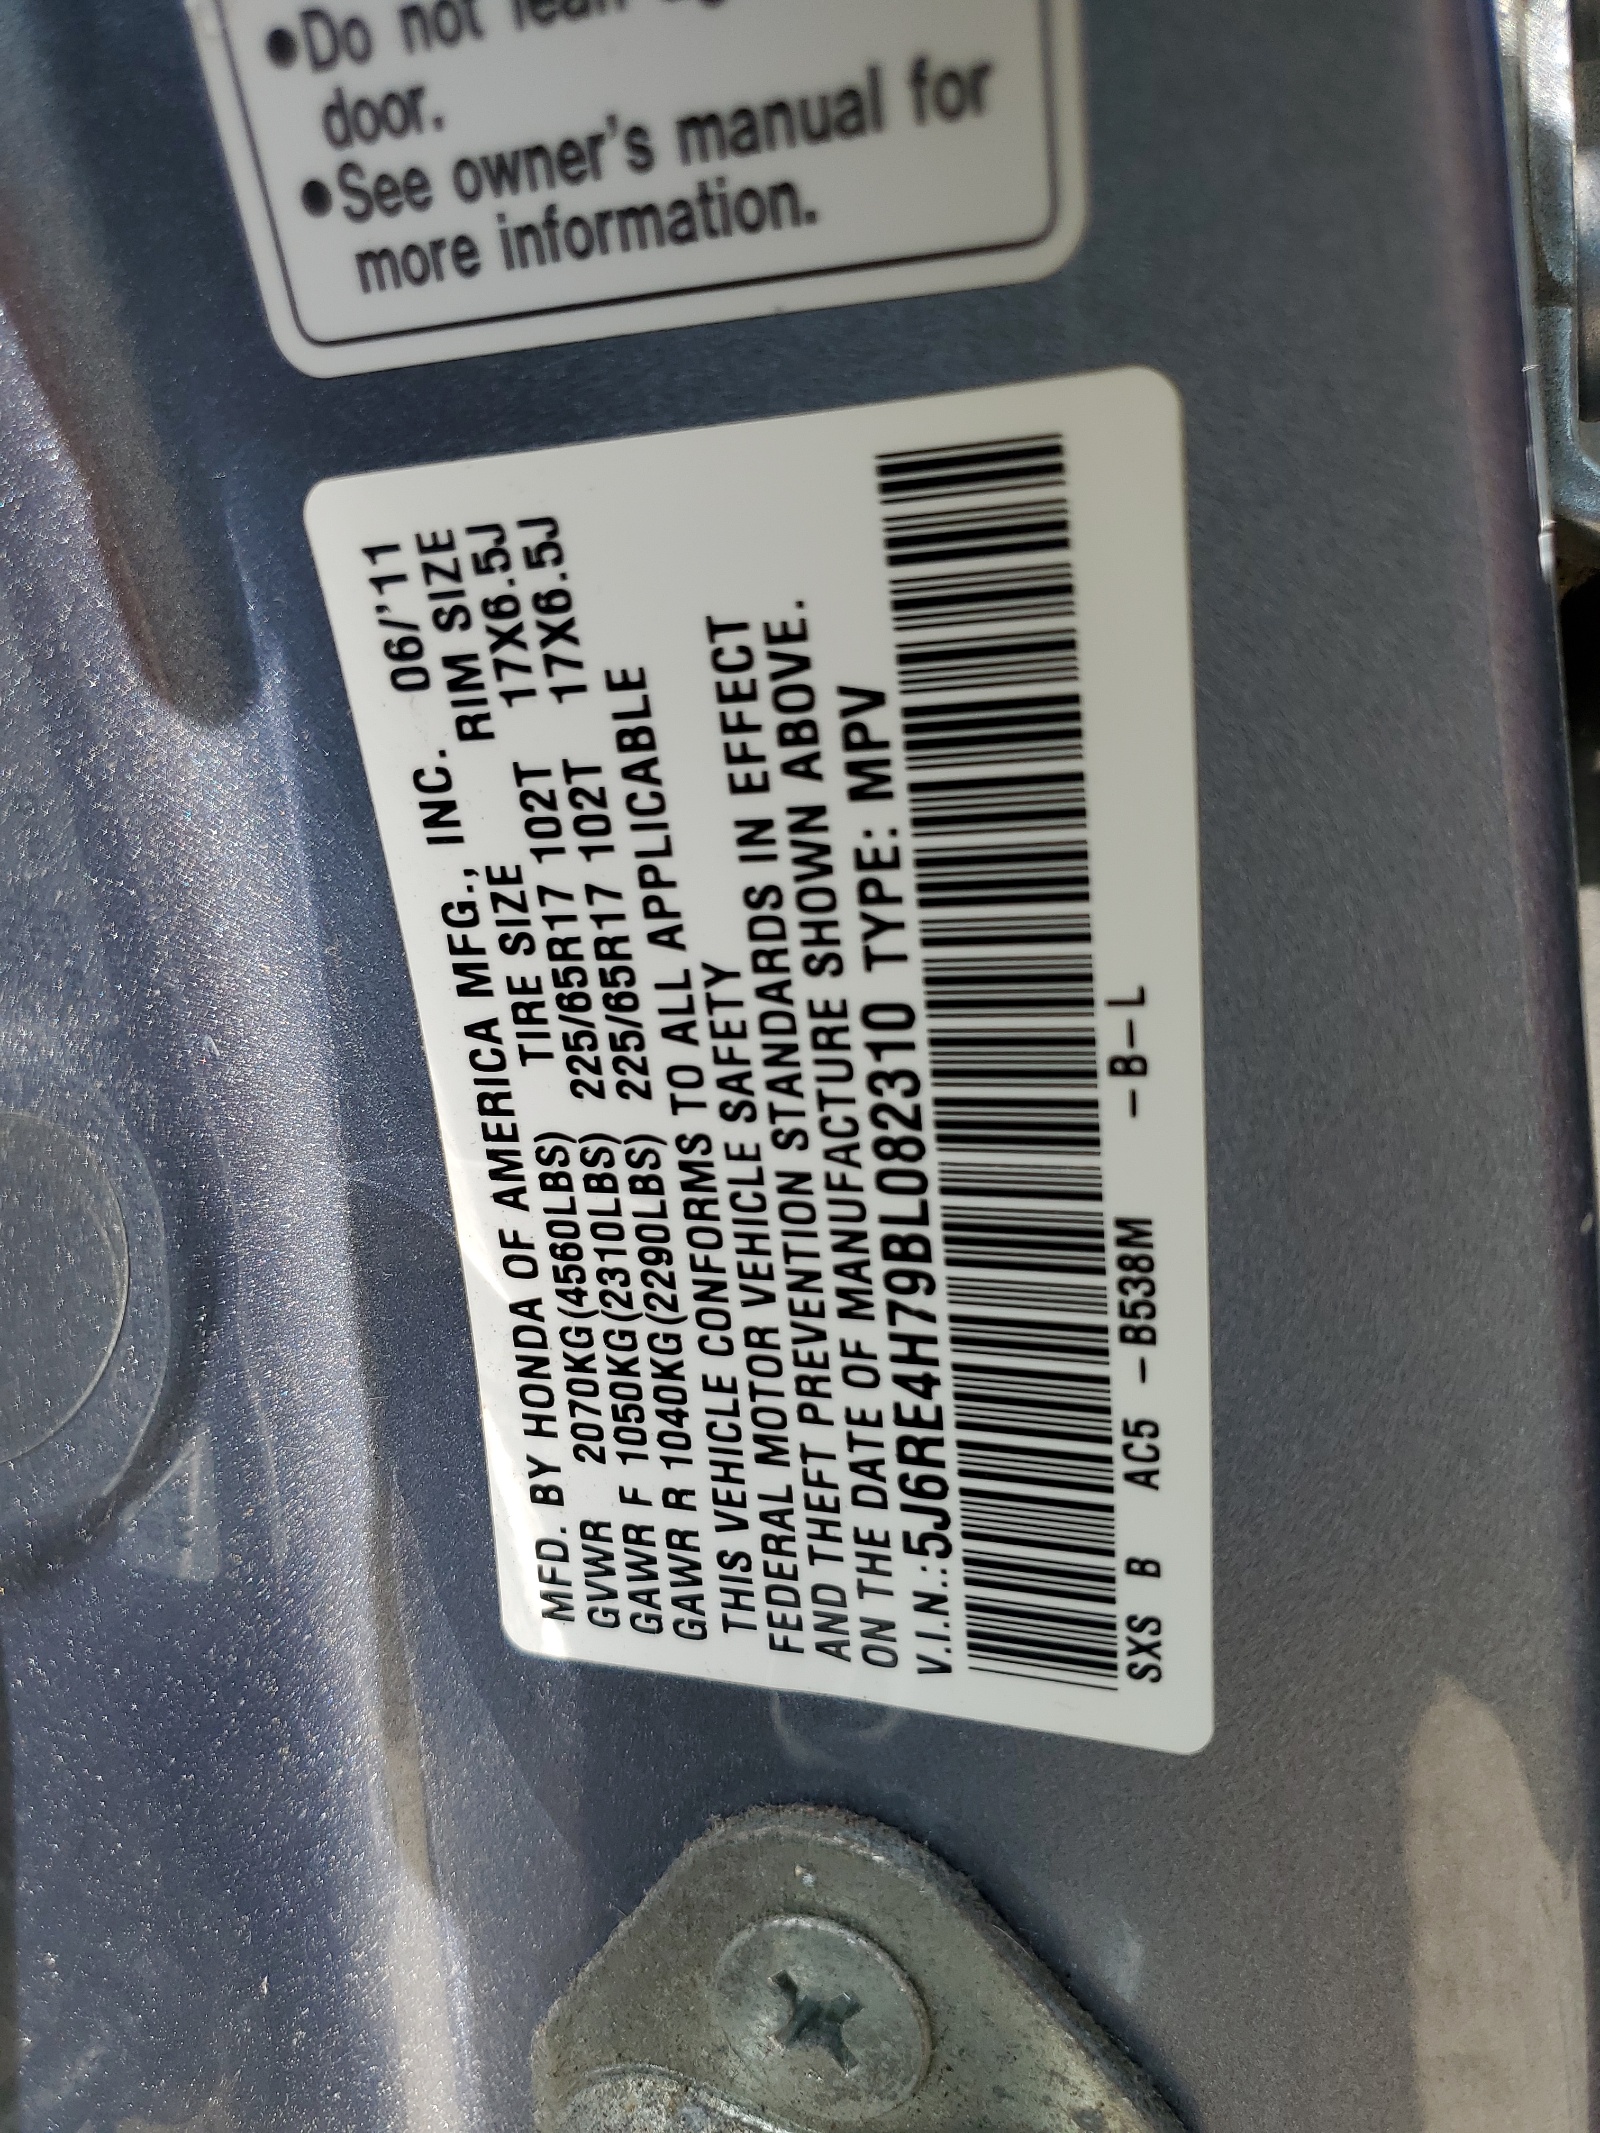 ●Do not lean
door.
●See owner's manual for
more information.
MFD. BY HONDA OF AMERICA MFG., INC. 06/'11
TIRE SIZE RIM SIZE
GVWR 2070KG(4560LBS) 225/65R17 102T 17X6.5J
GAWR F 1050KG(2310LBS) 225/65R17 102T 17X6.5J
GAWR R 1040KG(2290LBS)
THIS VEHICLE CONFORMS TO ALL APPLICABLE
FEDERAL MOTOR VEHICLE SAFETY
AND THEFT PREVENTION STANDARDS IN EFFECT
ON THE DATE OF MANUFACTURE SHOWN ABOVE.
V.I.N.:5J6RE4H79BL082310 TYPE: MPV
SXS B AC5 -B538M -B-L